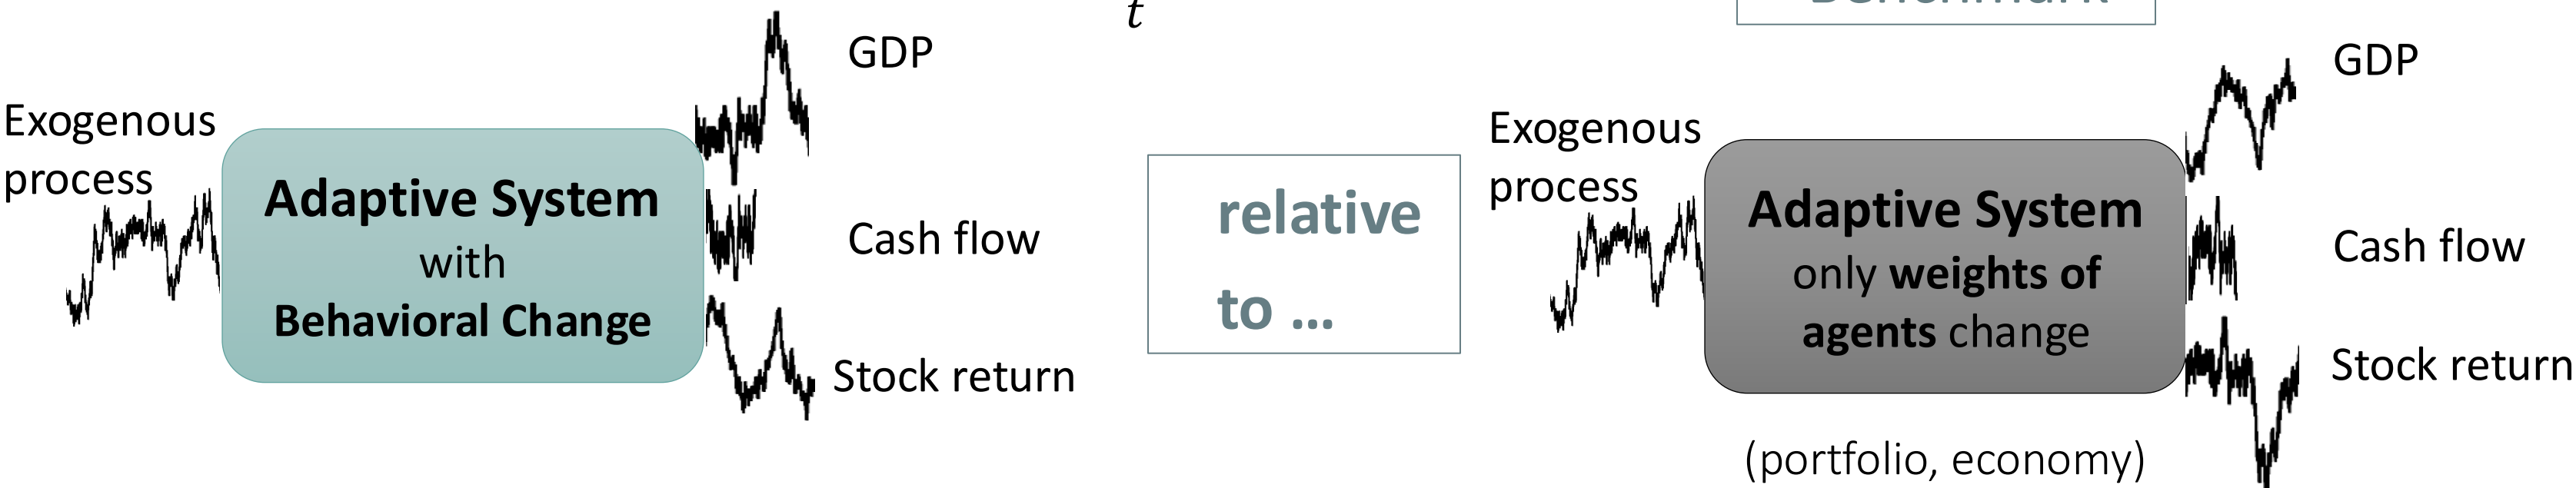 t
GDP
Exogenous
process
Adaptive System
with
Behavioral Change
Cash flow
Stock return
relative
to ...
GDP
Exogenous
process
Adaptive System
only weights of
agents change
Cash flow
Stock return
(portfolio, economy)